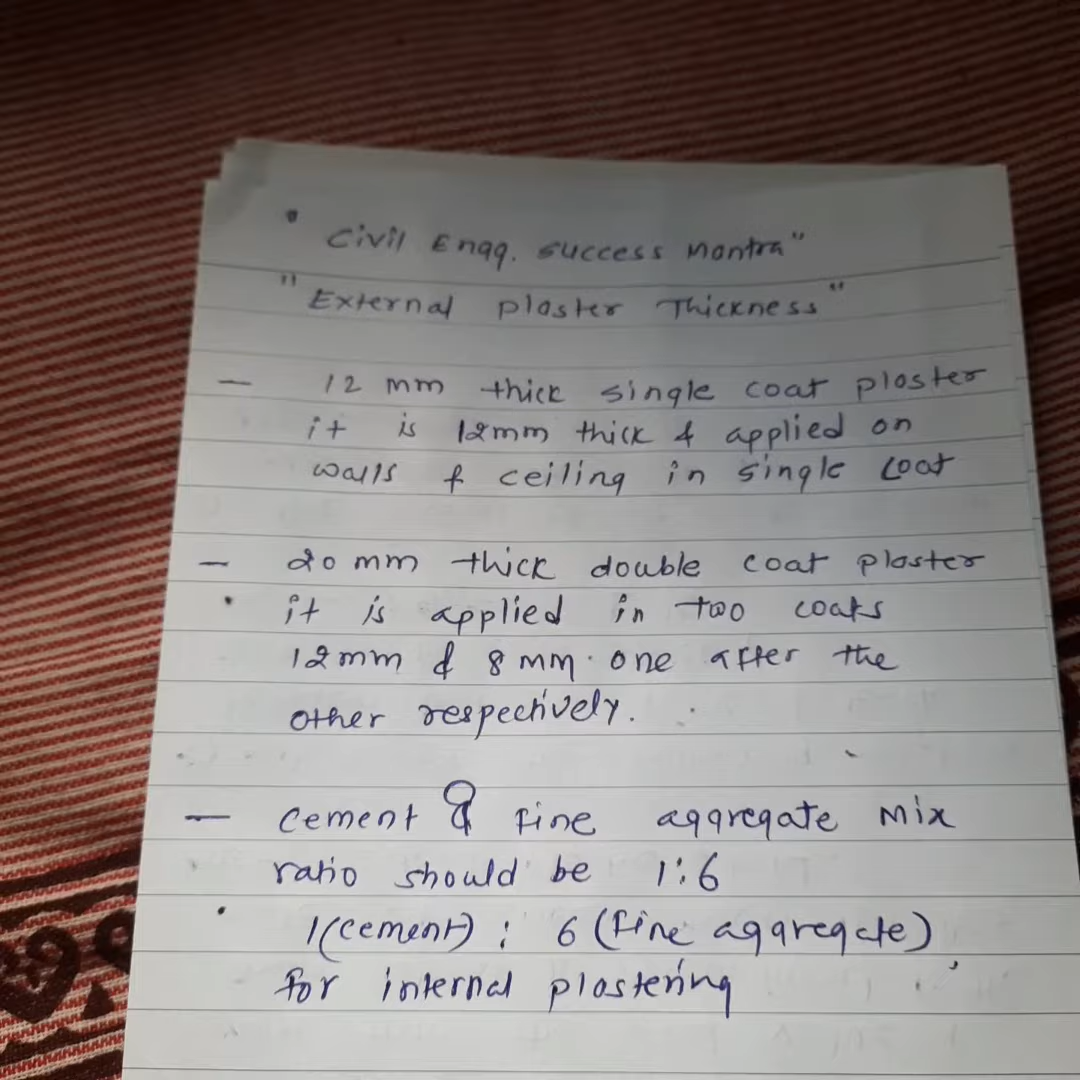 " Civil Engg. success mantra"
"External plaster Thickness"
— 12 mm thick single coat plaster
it is 12mm thick & applied on
walls & ceiling in single coat
— 20 mm thick double coat plaster
it is applied in two coats
12mm & 8 mm. one after the
other respectively.
— cement & fine aggregate mix
ratio should be 1:6
1(cement) : 6 (fine aggregate)
for internal plastering